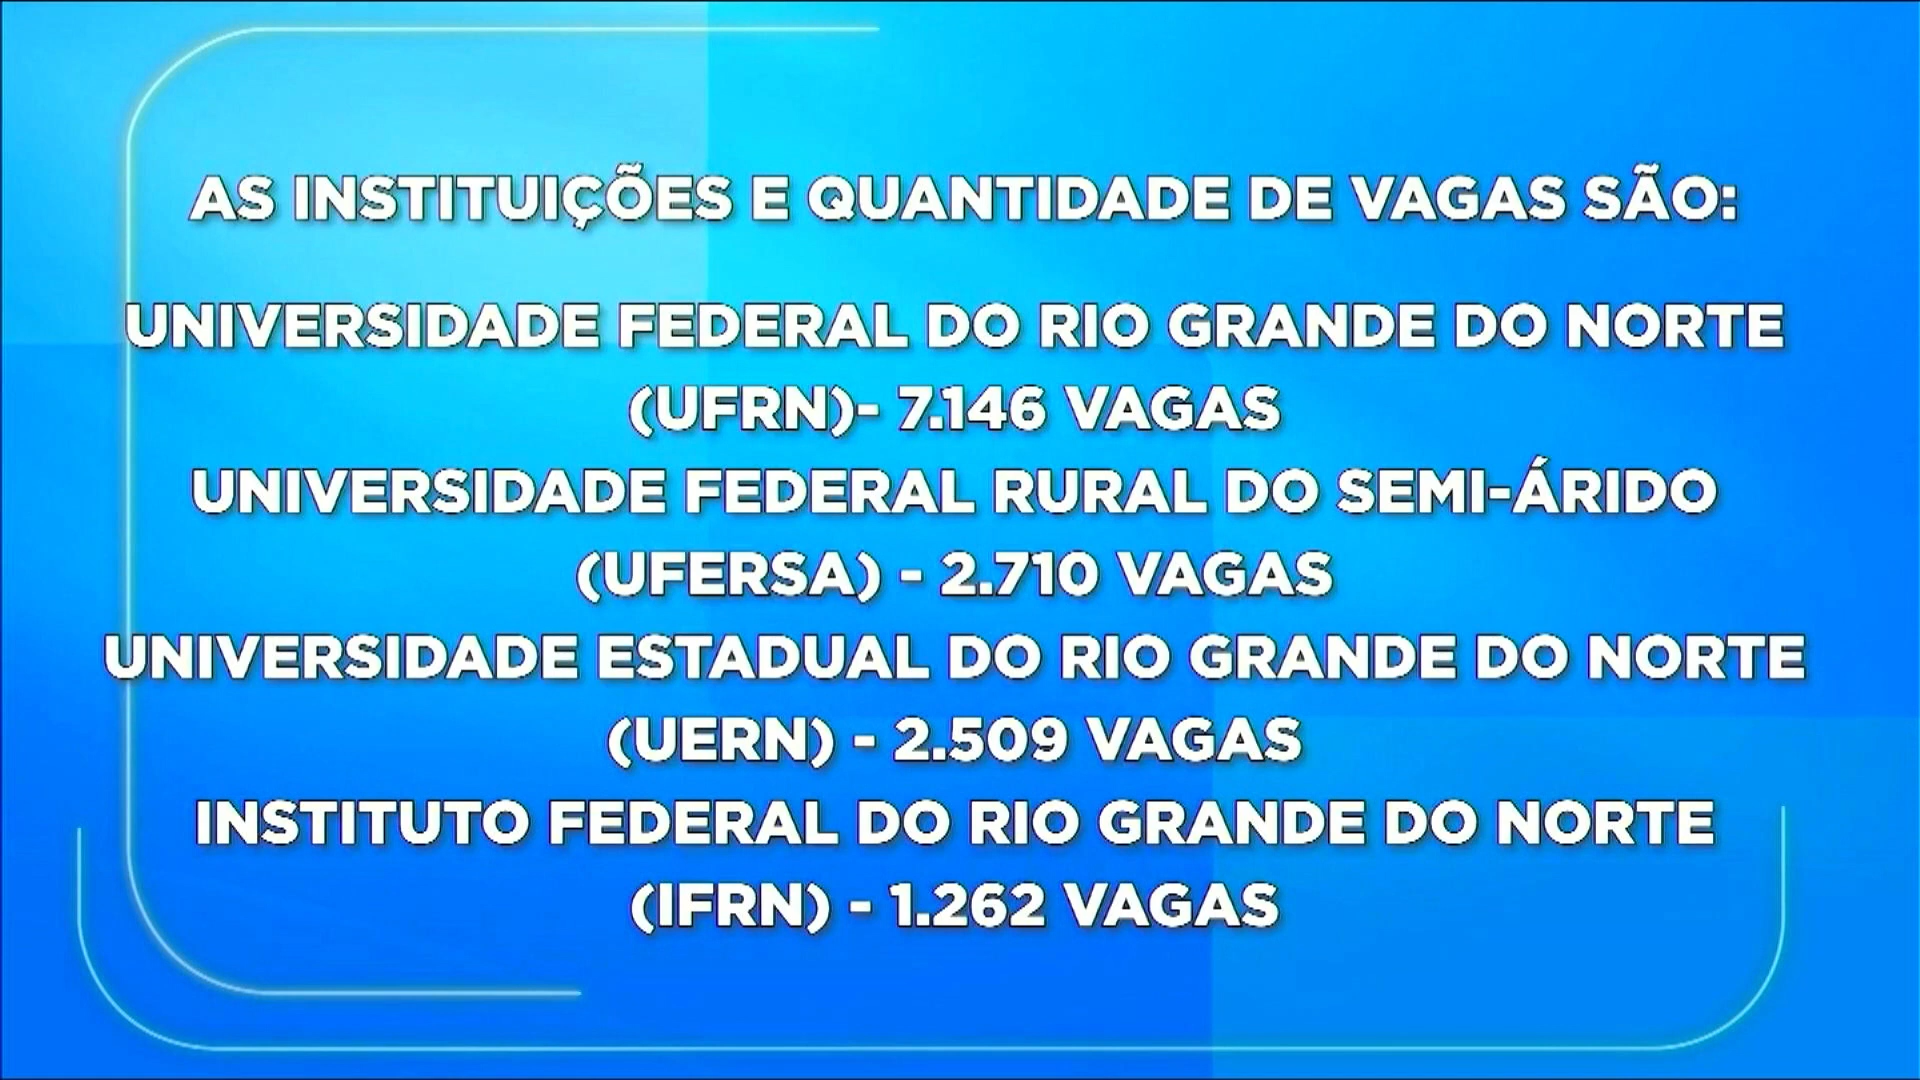 AS INSTITUIÇÕES E QUANTIDADE DE VAGAS SÃO:
UNIVERSIDADE FEDERAL DO RIO GRANDE DO NORTE
(UFRN)- 7.146 VAGAS
UNIVERSIDADE FEDERAL RURAL DO SEMI-ÁRIDO
(UFERSA) - 2.710 VAGAS
UNIVERSIDADE ESTADUAL DO RIO GRANDE DO NORTE
(UERN) - 2.509 VAGAS
INSTITUTO FEDERAL DO RIO GRANDE DO NORTE
(IFRN) - 1.262 VAGAS